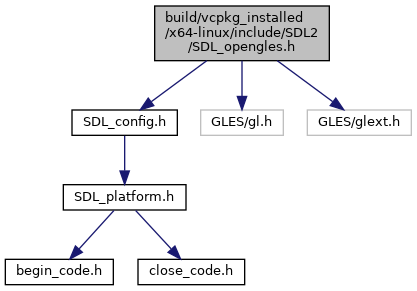 build/vcpkg_installed
/x64-linux/include/SDL2
/SDL_opengles.h
SDL_config.h
GLES/gl.h
GLES/glext.h
SDL_platform.h
begin_code.h
close_code.h